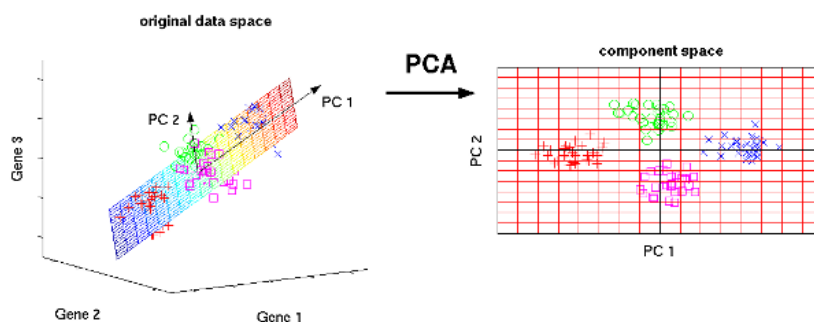 original data space
PC 1
PC 2
Gene 3
Gene 2
Gene 1
PCA
component space
PC 2
PC 1